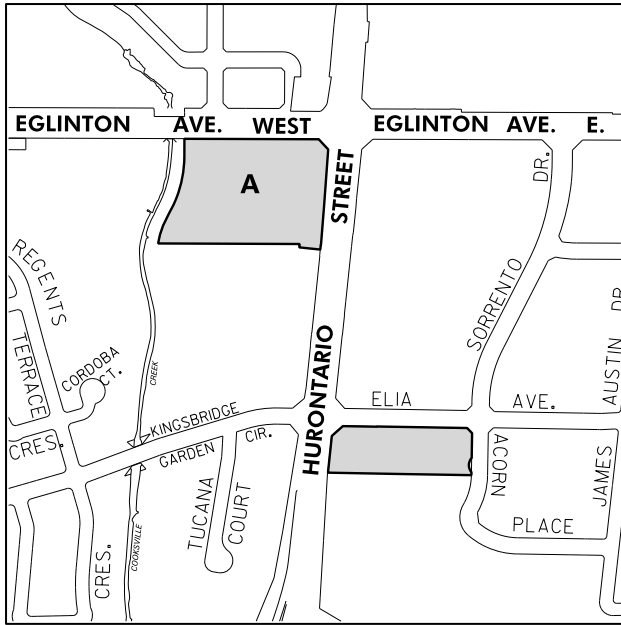 EGLINTON AVE. WEST
EGLINTON AVE. E.
A
STREET
HURONTARIO
DR.
SORRENTO
AUSTIN DR.
JAMES
REGENTS
TERRACE
CORDOBA
CT.
CREEK
CRES.
KINGSBRIDGE
GARDEN CIR.
ELIA AVE.
TUCANA
COURT
ACORN
PLACE
COOKSVILLE
CRES.